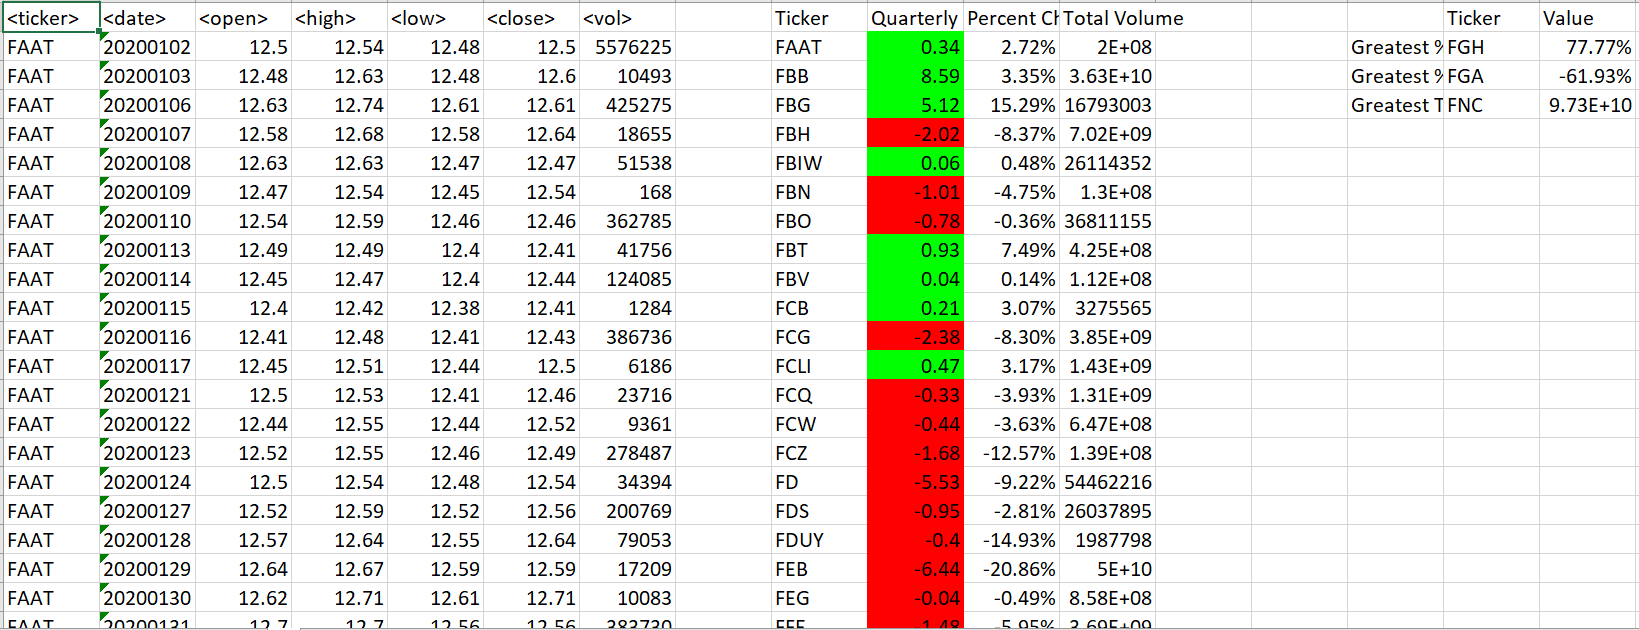 <ticker> <date> <open> <high> <low> <close> <vol> Ticker Quarterly Percent Ch Total Volume Ticker Value
FAAT 20200102 12.5 12.54 12.48 12.5 5576225 FAAT 0.34 2.72% 2E+08 Greatest % FGH 77.77%
FAAT 20200103 12.48 12.63 12.48 12.6 10493 FBB 8.59 3.35% 3.63E+10 Greatest % FGA -61.93%
FAAT 20200106 12.63 12.74 12.61 12.61 425275 FBG 5.12 15.29% 16793003 Greatest T FNC 9.73E+10
FAAT 20200107 12.58 12.68 12.58 12.64 18655 FBH -2.02 -8.37% 7.02E+09
FAAT 20200108 12.63 12.63 12.47 12.47 51538 FBIW 0.06 0.48% 26114352
FAAT 20200109 12.47 12.54 12.45 12.54 168 FBN -1.01 -4.75% 1.3E+08
FAAT 20200110 12.54 12.59 12.46 12.46 362785 FBO -0.78 -0.36% 36811155
FAAT 20200113 12.49 12.49 12.4 12.41 41756 FBT 0.93 7.49% 4.25E+08
FAAT 20200114 12.45 12.47 12.4 12.44 124085 FBV 0.04 0.14% 1.12E+08
FAAT 20200115 12.4 12.42 12.38 12.41 1284 FCB 0.21 3.07% 3275565
FAAT 20200116 12.41 12.48 12.41 12.43 386736 FCG -2.38 -8.30% 3.85E+09
FAAT 20200117 12.45 12.51 12.44 12.5 6186 FCLI 0.47 3.17% 1.43E+09
FAAT 20200121 12.5 12.53 12.41 12.46 23716 FCQ -0.33 -3.93% 1.31E+09
FAAT 20200122 12.44 12.55 12.44 12.52 9361 FCW -0.44 -3.63% 6.47E+08
FAAT 20200123 12.52 12.55 12.46 12.49 278487 FCZ -1.68 -12.57% 1.39E+08
FAAT 20200124 12.5 12.54 12.48 12.54 34394 FD -5.53 -9.22% 54462216
FAAT 20200127 12.52 12.59 12.52 12.56 200769 FDS -0.95 -2.81% 26037895
FAAT 20200128 12.57 12.64 12.55 12.64 79053 FDUY -0.4 -14.93% 1987798
FAAT 20200129 12.64 12.67 12.59 12.59 17209 FEB -6.44 -20.86% 5E+10
FAAT 20200130 12.62 12.71 12.61 12.71 10083 FEG -0.04 -0.49% 8.58E+08
FAAT 20200131 12.7 12.7 12.56 12.56 383730 -1.48 -5.95% 3.69E+09